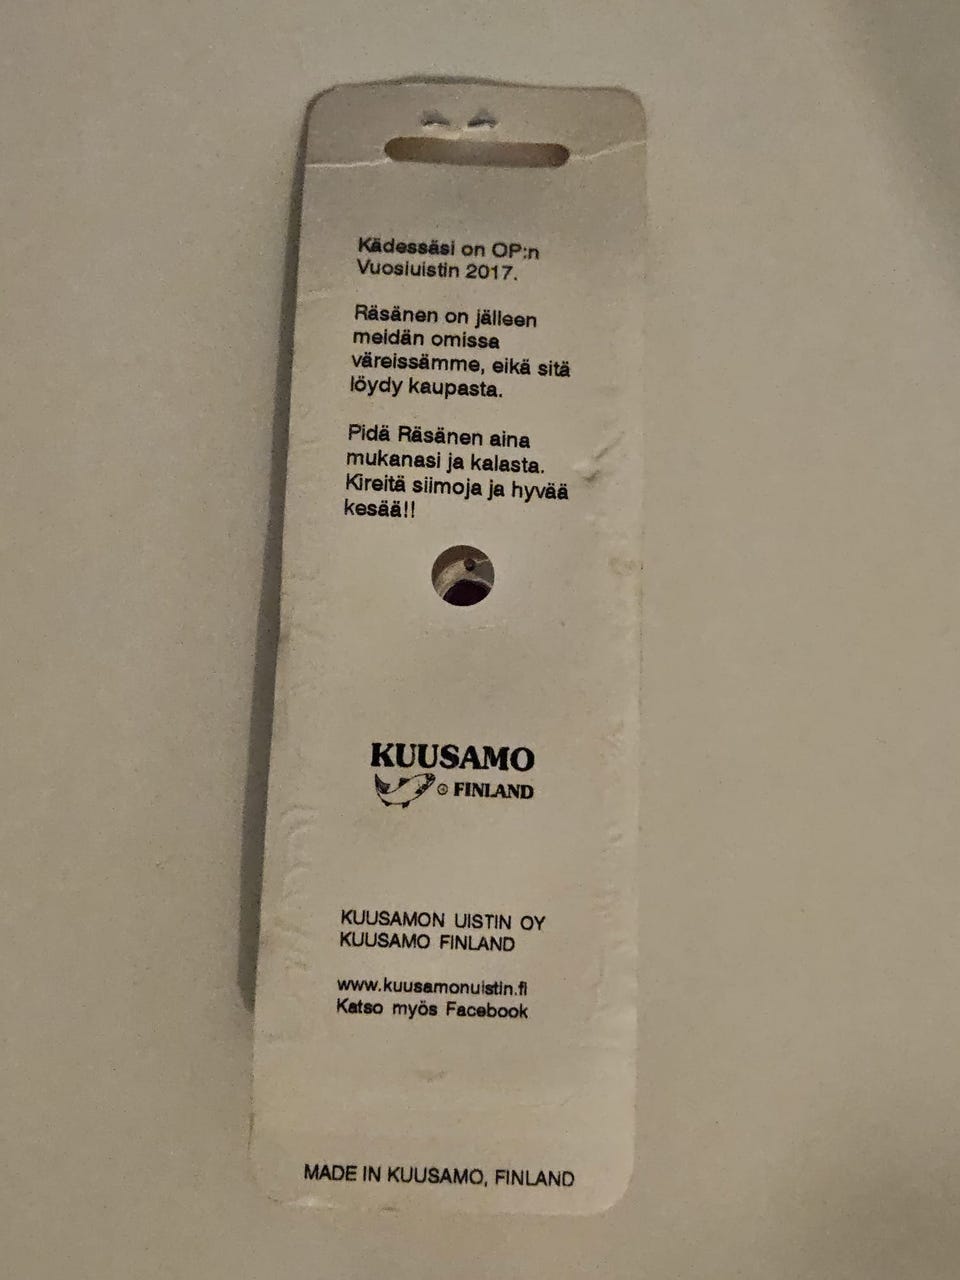 Kädessäsi on OP:n
Vuosiuistin 2017.
Räsänen on jälleen
meidän omissa
väreissämme, eikä sitä
löydy kaupasta.
Pidä Räsänen aina
mukanasi ja kalasta.
Kireitä siimoja ja hyvää
kesää!!
KUUSAMO
® FINLAND
KUUSAMON UISTIN OY
KUUSAMO FINLAND
www.kuusamonuistin.fi
Katso myös Facebook
MADE IN KUUSAMO, FINLAND